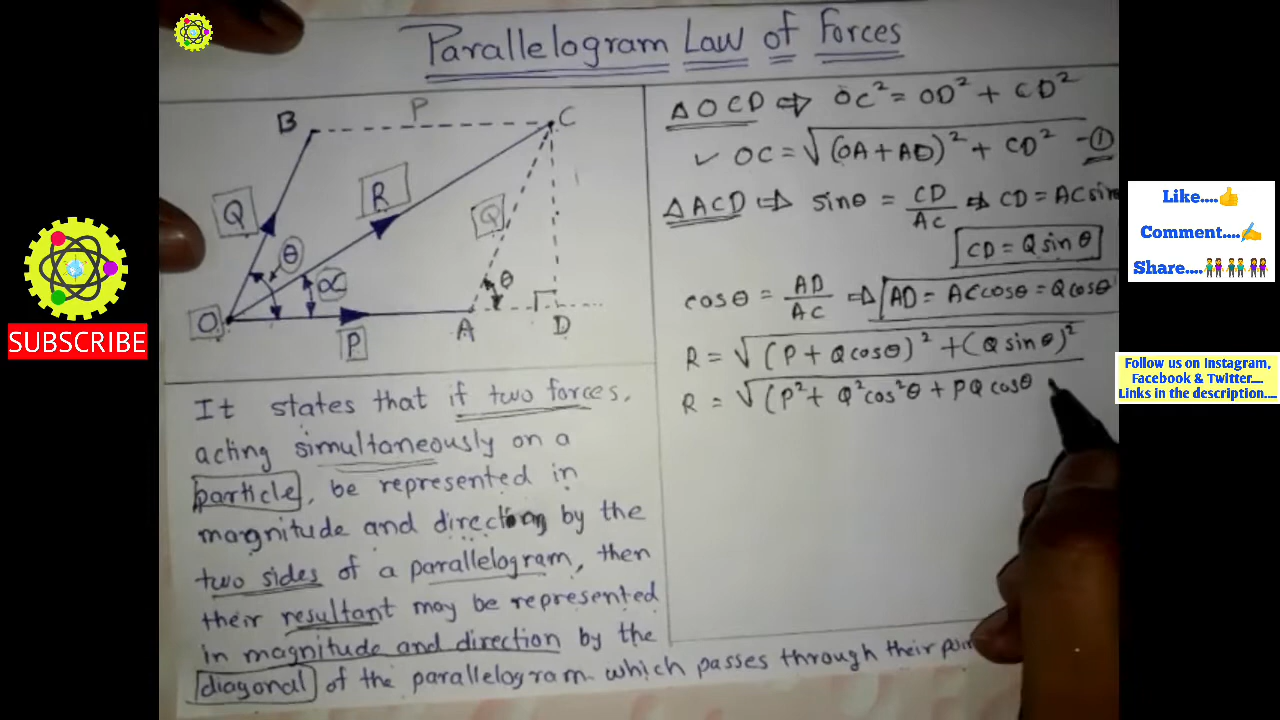 Parallelogram Law of Forces
B
P
C
Q
R
Q
θ
α
θ
O
P
A
D
△OCD ⇒ OC² = OD² + CD²
✓ OC = √(OA + AD)² + CD² —①
△ACD ⇒ sinθ = CD/AC ⇒ CD = AC sin
CD = Q sinθ
cosθ = AD/AC ⇒ AD = AC cosθ = Q cosθ
R = √(P + Q cosθ)² + (Q sinθ)²
R = √(P² + Q² cos²θ + PQ cosθ
It states that if two forces,
acting simultaneously on a
particle, be represented in
magnitude and direction by the
two sides of a parallelogram, then
their resultant may be represented
in magnitude and direction by the
diagonal of the parallelogram which passes through their poin
SUBSCRIBE
Like....👍
Comment....✍
Share....👬👫👭
Follow us on Instagram,
Facebook & Twitter....
Links in the description....